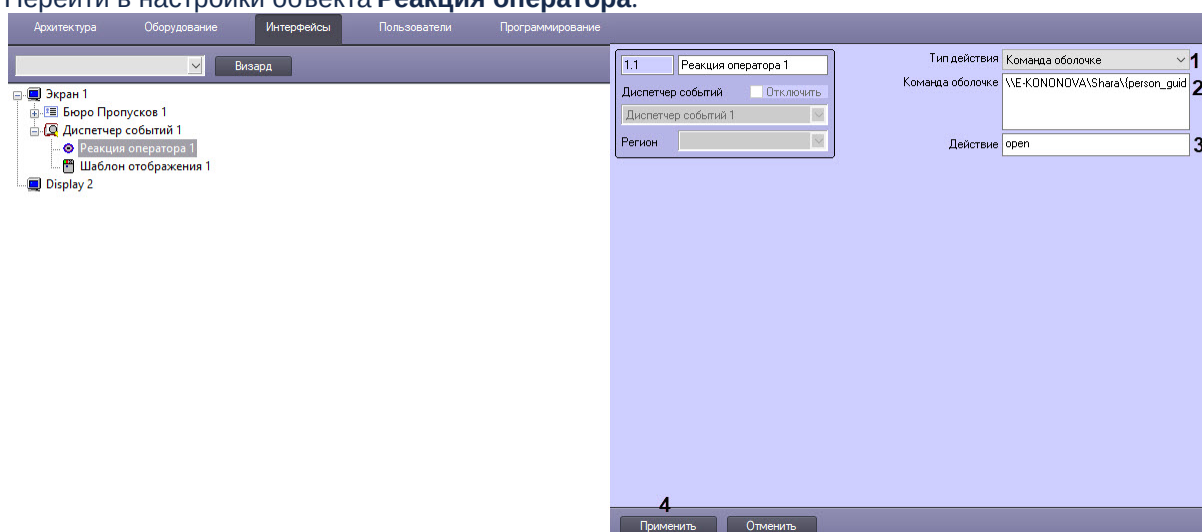 Перейти в настройки объекта Реакция оператора.
Архитектура Оборудование Интерфейсы Пользователи Программирование
Визард
Экран 1
Бюро Пропусков 1
Диспетчер событий 1
Реакция оператора 1
Шаблон отображения 1
Display 2
1.1 Реакция оператора 1
Диспетчер событий Отключить
Диспетчер событий 1
Регион
Тип действия Команда оболочке 1
Команда оболочке \\E-KONONOVA\Shara\{person_guid 2
Действие open 3
4
Применить Отменить